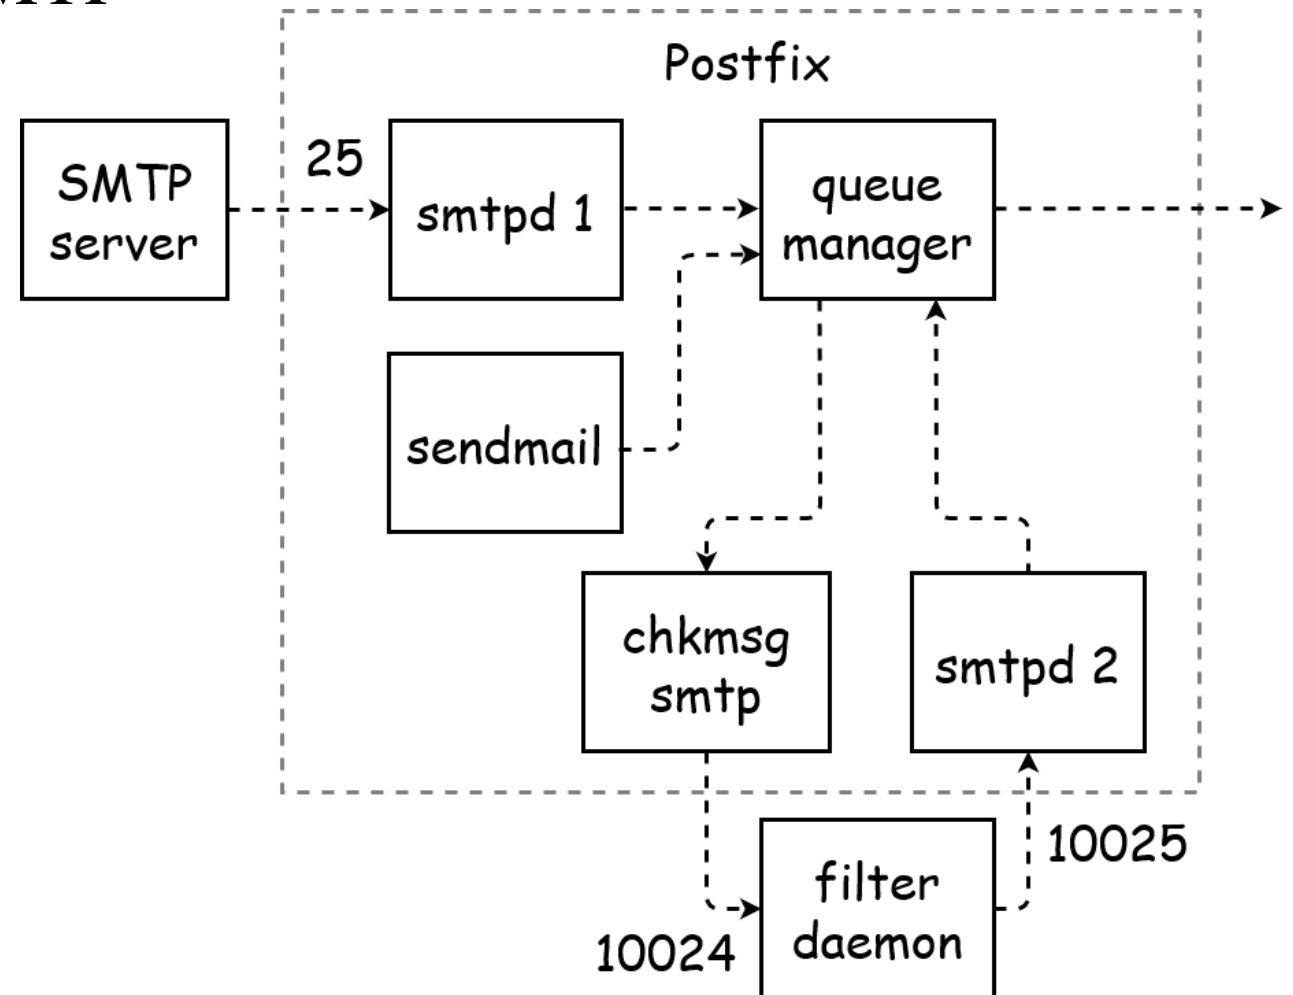 Postfix
SMTP
server
25
smtpd 1
queue
manager
sendmail
chkmsg
smtp
smtpd 2
10025
filter
daemon
10024